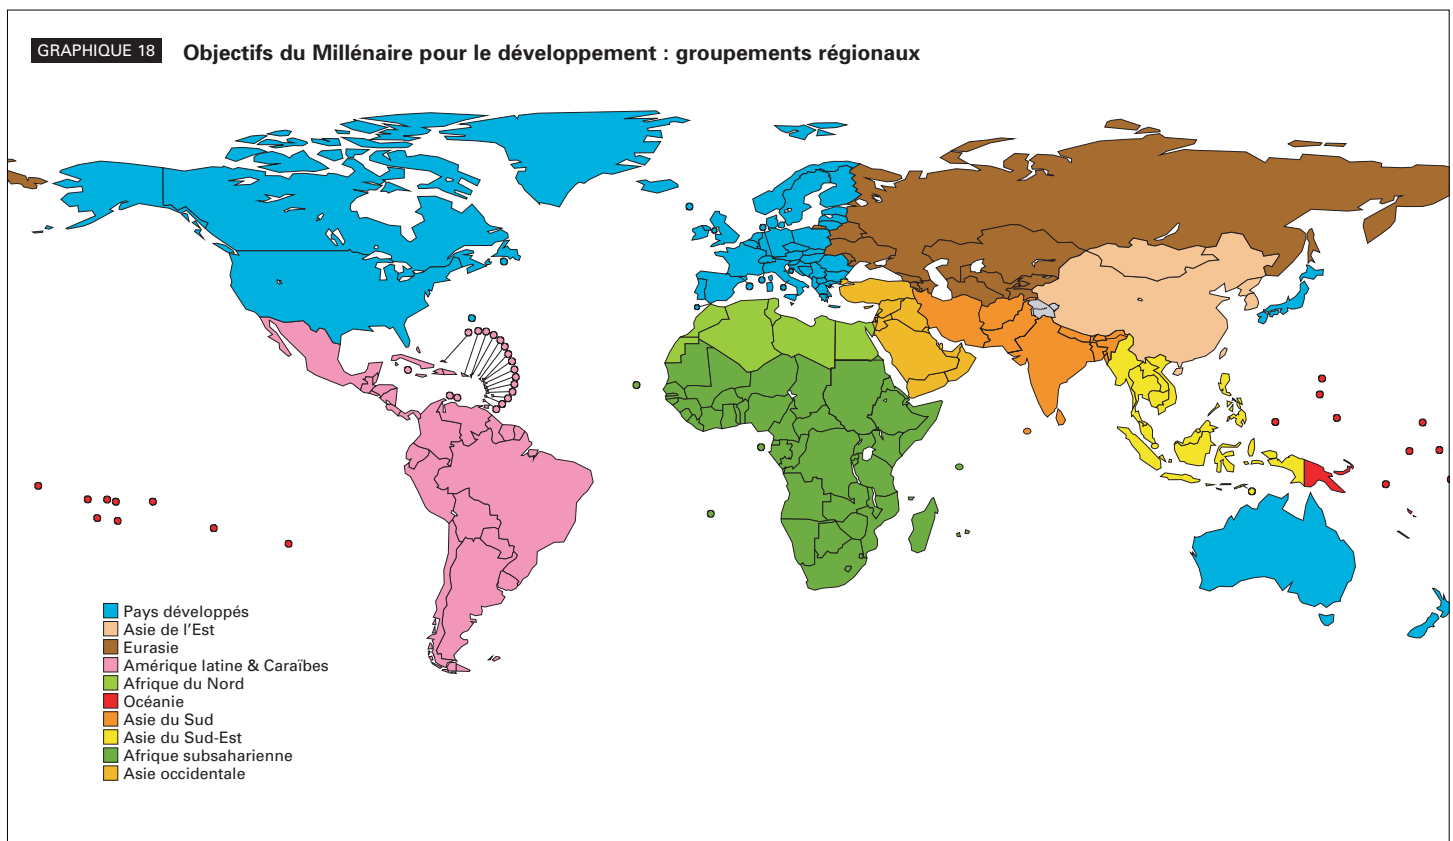 GRAPHIQUE 18 Objectifs du Millénaire pour le développement : groupements régionaux
Pays développés
Asie de l'Est
Eurasie
Amérique latine & Caraïbes
Afrique du Nord
Océanie
Asie du Sud
Asie du Sud-Est
Afrique subsaharienne
Asie occidentale